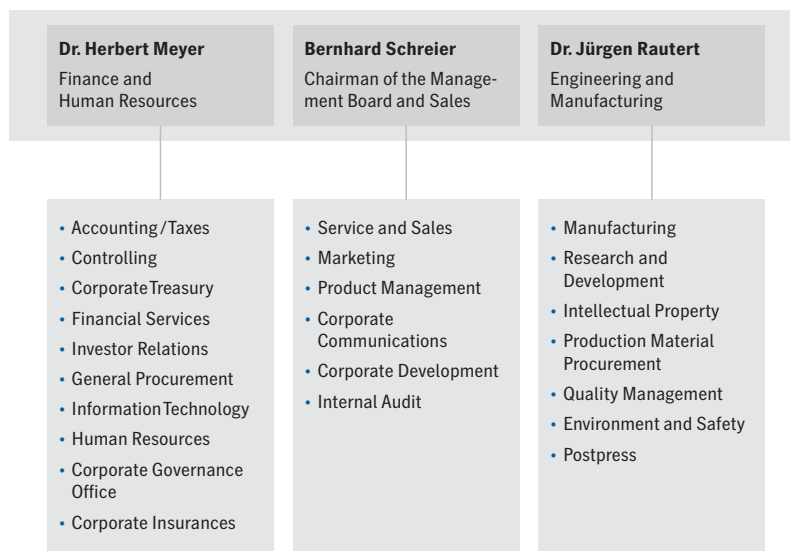 Dr. Herbert Meyer
Finance and
Human Resources
Bernhard Schreier
Chairman of the Manage-
ment Board and Sales
Dr. Jürgen Rautert
Engineering and
Manufacturing
• Accounting/Taxes
• Controlling
• Corporate Treasury
• Financial Services
• Investor Relations
• General Procurement
• Information Technology
• Human Resources
• Corporate Governance
Office
• Corporate Insurances
• Service and Sales
• Marketing
• Product Management
• Corporate
Communications
• Corporate Development
• Internal Audit
• Manufacturing
• Research and
Development
• Intellectual Property
• Production Material
Procurement
• Quality Management
• Environment and Safety
• Postpress